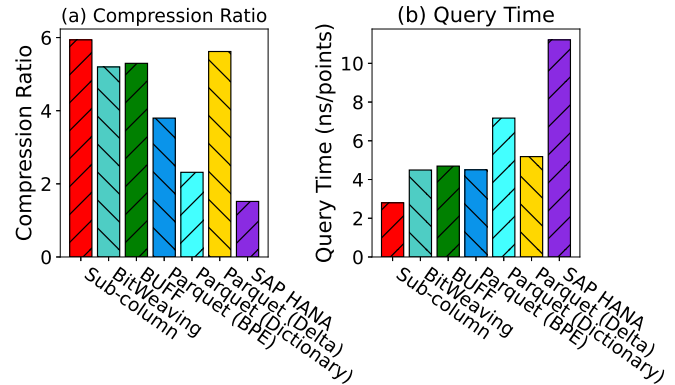 (a) Compression Ratio
Compression Ratio
6
4
2
0
Sub-column
BitWeaving
BUFF
Parquet (BPE)
Parquet (Dictionary)
Parquet (Delta)
SAP HANA
(b) Query Time
Query Time (ns/points)
10
8
6
4
2
0
Sub-column
BitWeaving
BUFF
Parquet (BPE)
Parquet (Dictionary)
Parquet (Delta)
SAP HANA